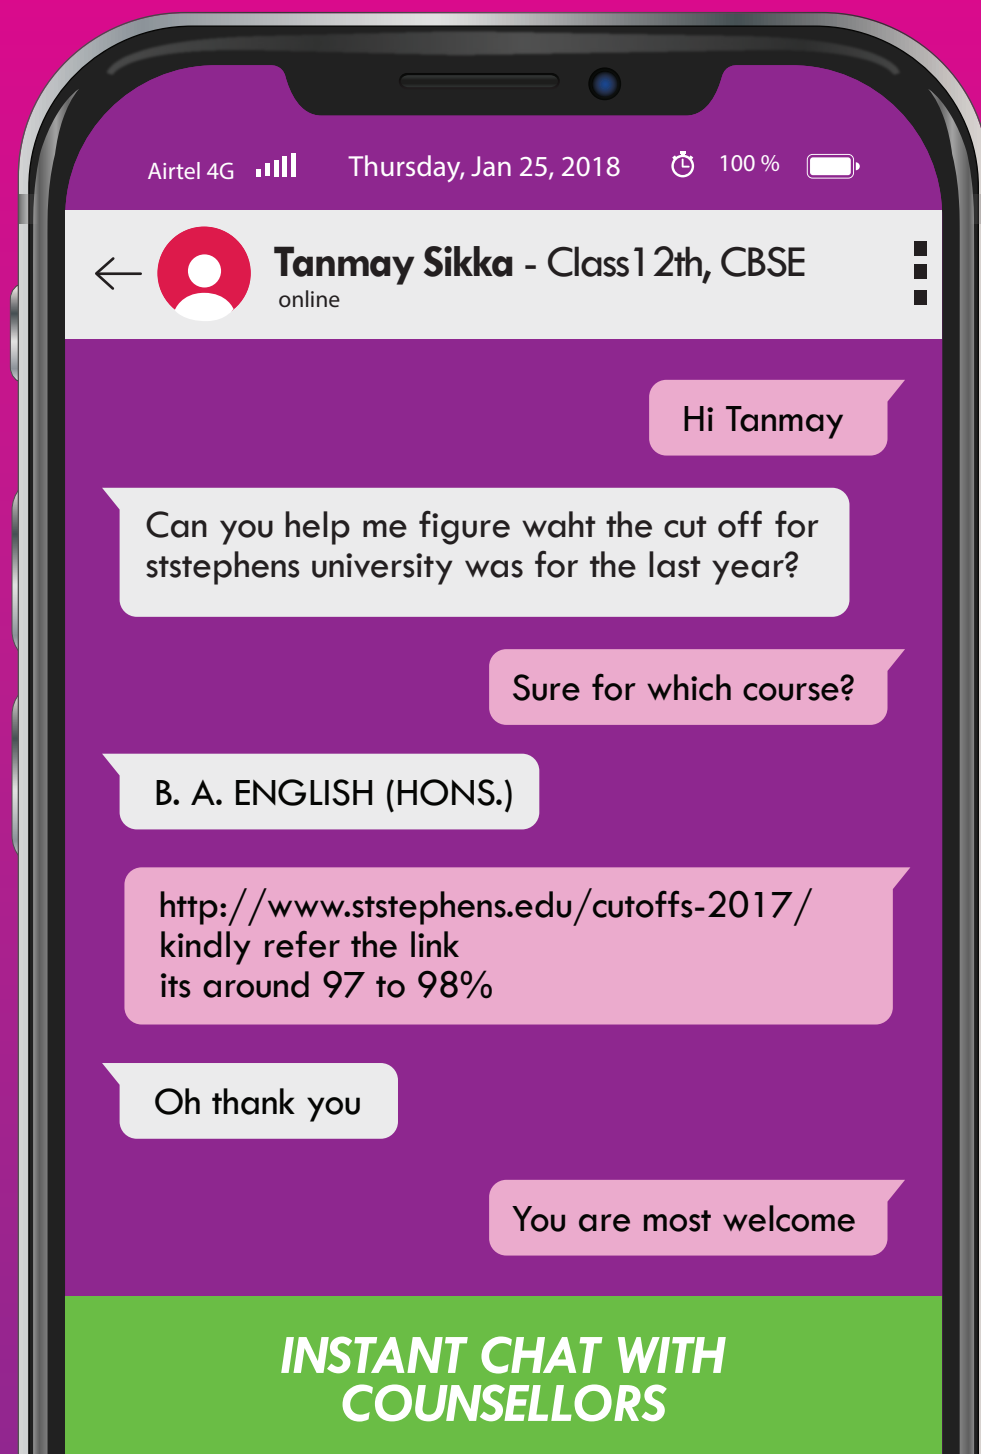 Airtel 4G Thursday, Jan 25, 2018 100 %
Tanmay Sikka - Class12th, CBSE
online
Hi Tanmay
Can you help me figure waht the cut off for
ststephens university was for the last year?
Sure for which course?
B. A. ENGLISH (HONS.)
http://www.ststephens.edu/cutoffs-2017/
kindly refer the link
its around 97 to 98%
Oh thank you
You are most welcome
INSTANT CHAT WITH
COUNSELLORS